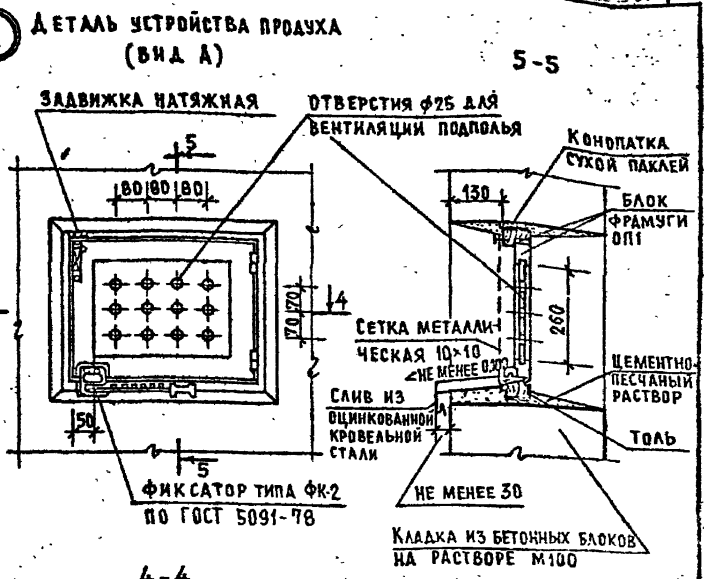 ДЕТАЛЬ УСТРОЙСТВА ПРОДУХА
(ВИД А)
5-5
ЗАДВИЖКА НАТЯЖНАЯ
ОТВЕРСТИЯ ϕ25 ДЛЯ
ВЕНТИЛЯЦИИ ПОДПОЛЬЯ
КОНОПАТКА
СУХОЙ ПАКЛЕЙ
5
80 80 80
130
БЛОК
ФРАМУГИ
ОП1
70 70
4
260
СЕТКА МЕТАЛЛИ-
ЧЕСКАЯ 10×10
НЕ МЕНЕЕ
ЦЕМЕНТНО-
ПЕСЧАНЫЙ
РАСТВОР
СЛИВ ИЗ
ОЦИНКОВАННОЙ
КРОВЕЛЬНОЙ
СТАЛИ
50
ТОЛЬ
5
ФИКСАТОР ТИПА ФК-2
ПО ГОСТ 5091-78
НЕ МЕНЕЕ 30
КЛАДКА ИЗ БЕТОННЫХ БЛОКОВ
НА РАСТВОРЕ М100
4-4